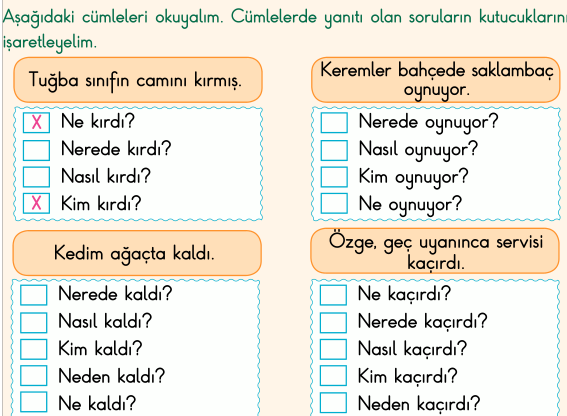 Aşağıdaki cümleleri okuyalım. Cümlelerde yanıtı olan soruların kutucuklarını
işaretleyelim.
Tuğba sınıfın camını kırmış.
X Ne kırdı?
Nerede kırdı?
Nasıl kırdı?
X Kim kırdı?
Keremler bahçede saklambaç
oynuyor.
Nerede oynuyor?
Nasıl oynuyor?
Kim oynuyor?
Ne oynuyor?
Kedim ağaçta kaldı.
Nerede kaldı?
Nasıl kaldı?
Kim kaldı?
Neden kaldı?
Ne kaldı?
Özge, geç uyanınca servisi
kaçırdı.
Ne kaçırdı?
Nerede kaçırdı?
Nasıl kaçırdı?
Kim kaçırdı?
Neden kaçırdı?